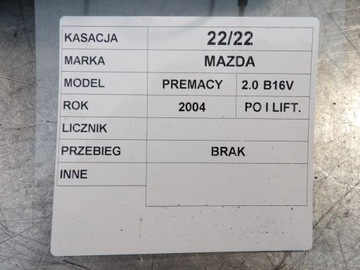 KASACJA 22/22
MARKA MAZDA
MODEL PREMACY 2.0 B16V
ROK 2004 PO I LIFT.
LICZNIK
PRZEBIEG BRAK
INNE